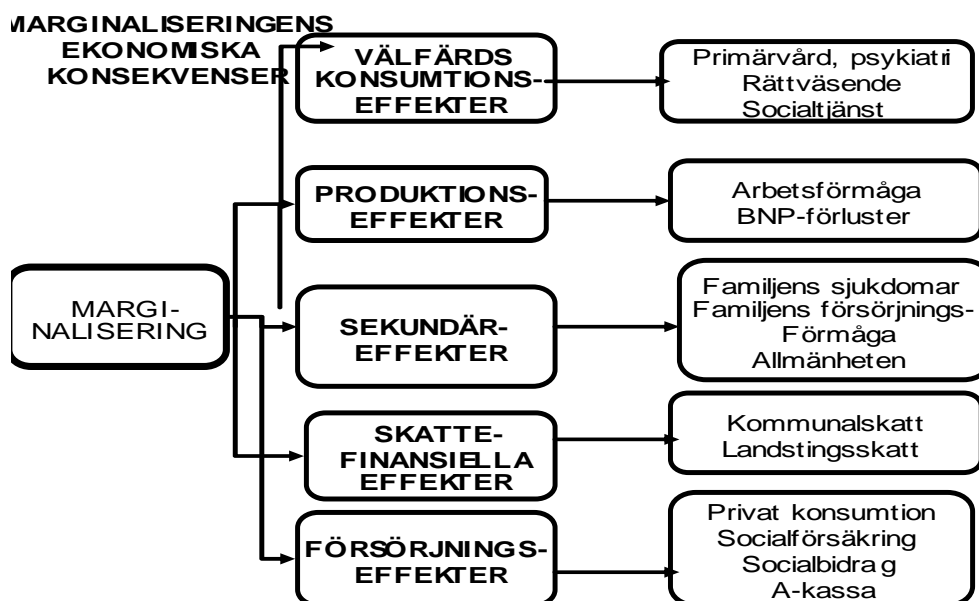 MARGINALISERINGENS
EKONOMISKA
KONSEKVENSER
VÄLFÄRDS
KONSUMTIONS-
EFFEKTER
Primärvård, psykiatri
Rättväsende
Socialtjänst
PRODUKTIONS-
EFFEKTER
Arbetsförmåga
BNP-förluster
MARGI-
NALISERING
SEKUNDÄR-
EFFEKTER
Familjens sjukdomar
Familjens försörjnings-
Förmåga
Allmänheten
SKATTE-
FINANSIELLA
EFFEKTER
Kommunalskatt
Landstingsskatt
FÖRSÖRJNINGS-
EFFEKTER
Privat konsumtion
Socialförsäkring
Socialbidrag
A-kassa